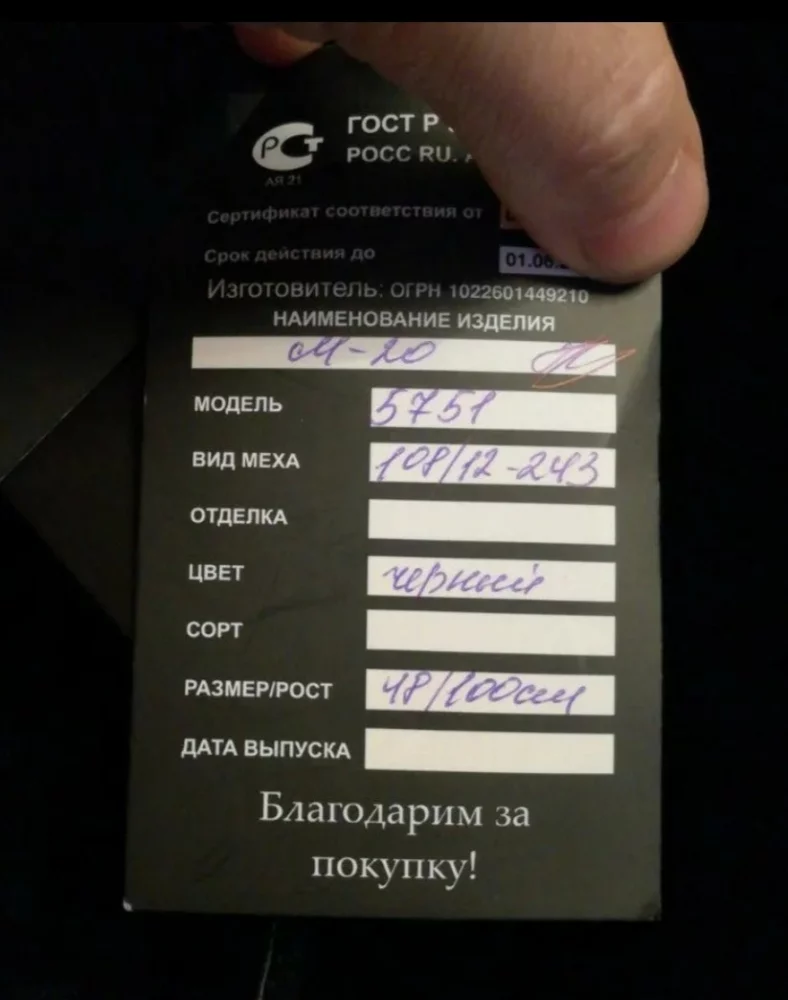 ГОСТ Р
РСТ
РОСС RU.
АЯ 21
Сертификат соответствия от
Срок действия до 01.06.
Изготовитель: ОГРН 1022601449210
НАИМЕНОВАНИЕ ИЗДЕЛИЯ
М-20
МОДЕЛЬ 5751
ВИД МЕХА 108/12-243
ОТДЕЛКА
ЦВЕТ черный
СОРТ
РАЗМЕР/РОСТ 48/100см
ДАТА ВЫПУСКА
Благодарим за
покупку!